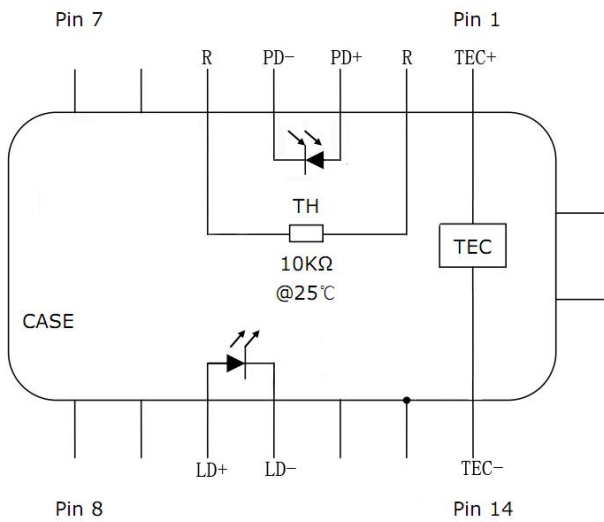 Pin 7
Pin 1
R
PD-
PD+
R
TEC+
TH
10KΩ
@25℃
TEC
CASE
LD+
LD-
TEC-
Pin 8
Pin 14